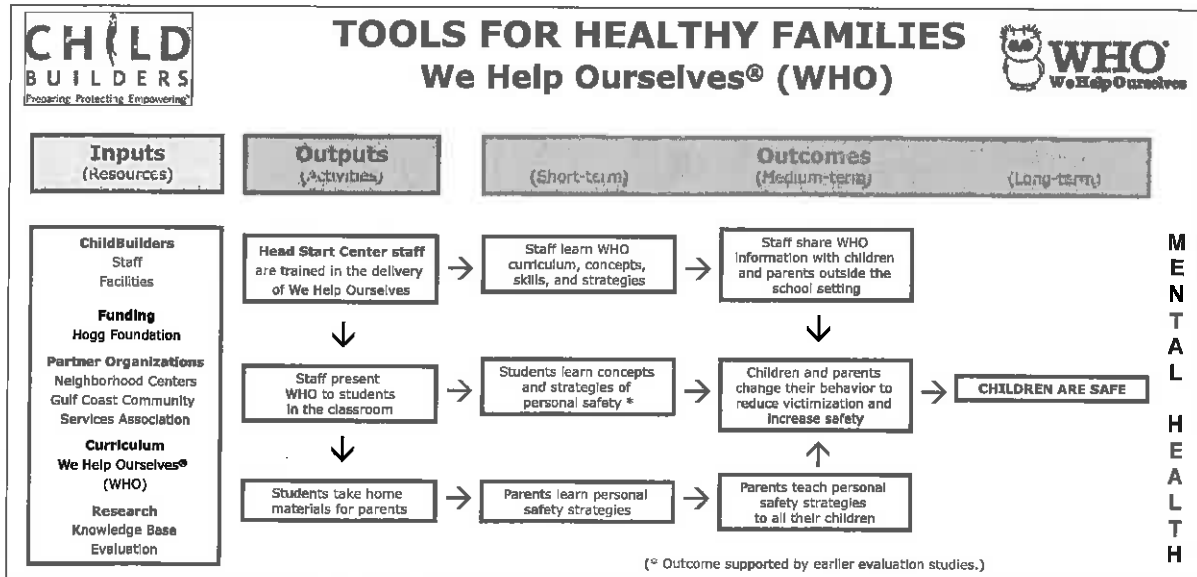 CHILD
BUILDERS
Preparing Protecting Empowering
TOOLS FOR HEALTHY FAMILIES
We Help Ourselves® (WHO)
WHO®
We Help Ourselves
Inputs
(Resources)
Outputs
(Activities)
Outcomes
(Short-term)
(Medium-term)
(Long-term)
ChildBuilders
Staff
Facilities
Funding
Hogg Foundation
Partner Organizations
Neighborhood Centers
Gulf Coast Community
Services Association
Curriculum
We Help Ourselves®
(WHO)
Research
Knowledge Base
Evaluation
Head Start Center staff
are trained in the delivery
of We Help Ourselves
→
Staff learn WHO
curriculum, concepts,
skills, and strategies
→
Staff share WHO
information with children
and parents outside the
school setting
↓
↓
Staff present
WHO to students
in the classroom
→
Students learn concepts
and strategies of
personal safety *
→
Children and parents
change their behavior to
reduce victimization and
increase safety
→
CHILDREN ARE SAFE
↓
↑
Students take home
materials for parents
→
Parents learn personal
safety strategies
→
Parents teach personal
safety strategies
to all their children
(* Outcome supported by earlier evaluation studies.)
MENTAL HEALTH